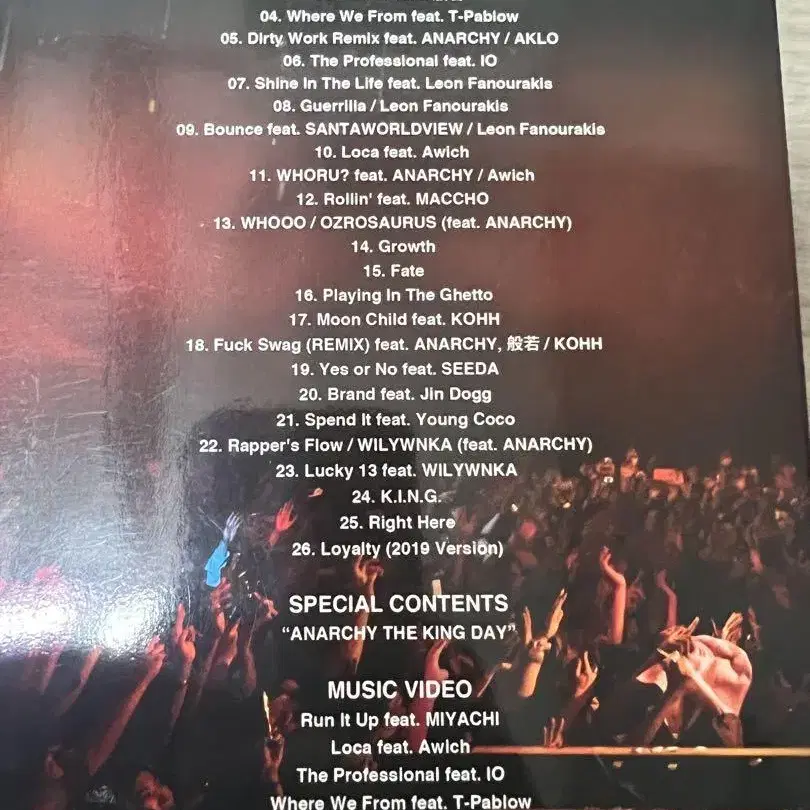 04. Where We From feat. T-Pablow
05. Dirty Work Remix feat. ANARCHY / AKLO
06. The Professional feat. IO
07. Shine In The Life feat. Leon Fanourakis
08. Guerrilla / Leon Fanourakis
09. Bounce feat. SANTAWORLDVIEW / Leon Fanourakis
10. Loca feat. Awich
11. WHORU? feat. ANARCHY / Awich
12. Rollin' feat. MACCHO
13. WHOOO / OZROSAURUS (feat. ANARCHY)
14. Growth
15. Fate
16. Playing In The Ghetto
17. Moon Child feat. KOHH
18. Fuck Swag (REMIX) feat. ANARCHY, 般若 / KOHH
19. Yes or No feat. SEEDA
20. Brand feat. Jin Dogg
21. Spend It feat. Young Coco
22. Rapper's Flow / WILYWNKA (feat. ANARCHY)
23. Lucky 13 feat. WILYWNKA
24. K.I.N.G.
25. Right Here
26. Loyalty (2019 Version)
SPECIAL CONTENTS
“ANARCHY THE KING DAY”
MUSIC VIDEO
Run It Up feat. MIYACHI
Loca feat. Awich
The Professional feat. IO
Where We From feat. T-Pablow